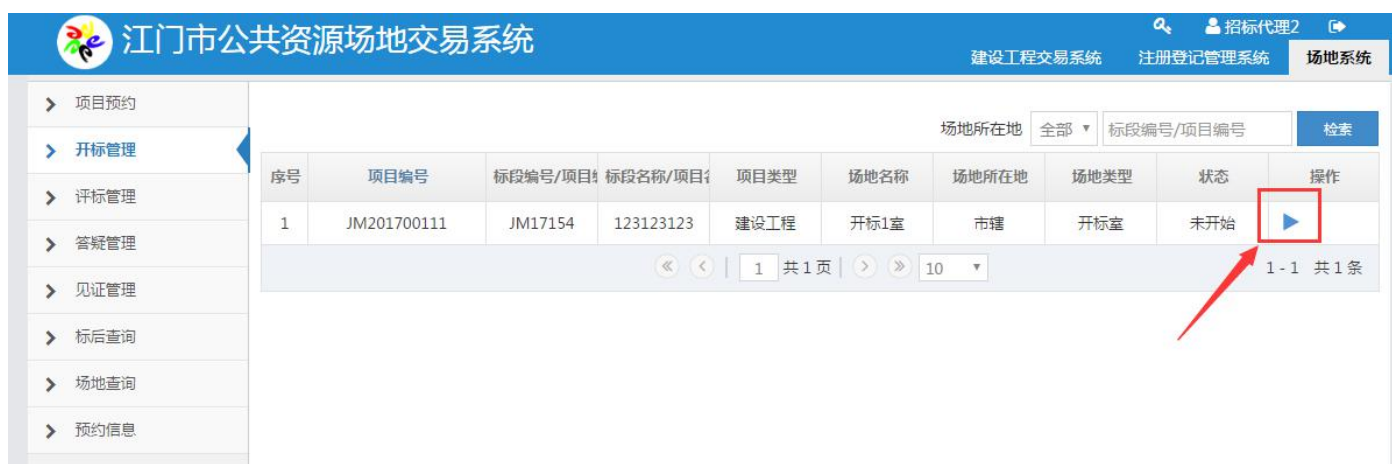 江门市公共资源场地交易系统
招标代理2
建设工程交易系统 注册登记管理系统 场地系统
项目预约
开标管理
评标管理
答疑管理
见证管理
标后查询
场地查询
预约信息
场地所在地 全部 标段编号/项目编号 检索
序号 项目编号 标段编号/项目编 标段名称/项目名 项目类型 场地名称 场地所在地 场地类型 状态 操作
1 JM201700111 JM17154 123123123 建设工程 开标1室 市辖 开标室 未开始
1 共1页 10 1 - 1 共1条